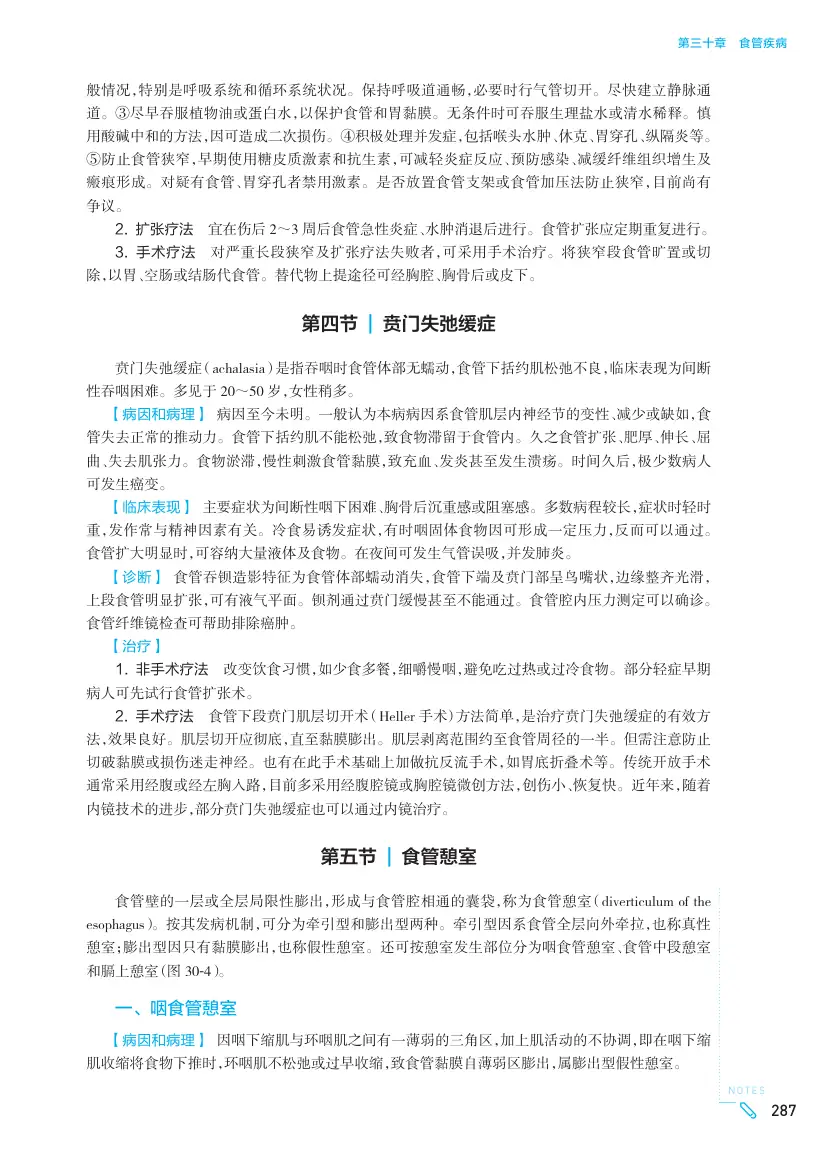 第三十章 食管疾病
般情况,特别是呼吸系统和循环系统状况。保持呼吸道通畅,必要时行气管切开。尽快建立静脉通
道。③尽早吞服植物油或蛋白水,以保护食管和胃黏膜。无条件时可吞服生理盐水或清水稀释。慎
用酸碱中和的方法,因可造成二次损伤。④积极处理并发症,包括喉头水肿、休克、胃穿孔、纵隔炎等。
⑤防止食管狭窄,早期使用糖皮质激素和抗生素,可减轻炎症反应、预防感染、减缓纤维组织增生及
瘢痕形成。对疑有食管、胃穿孔者禁用激素。是否放置食管支架或食管加压法防止狭窄,目前尚有
争议。
2. 扩张疗法 宜在伤后 2~3 周后食管急性炎症、水肿消退后进行。食管扩张应定期重复进行。
3. 手术疗法 对严重长段狭窄及扩张疗法失败者,可采用手术治疗。将狭窄段食管旷置或切
除,以胃、空肠或结肠代食管。替代物上提途径可经胸腔、胸骨后或皮下。
第四节 | 贲门失弛缓症
贲门失弛缓症(achalasia)是指吞咽时食管体部无蠕动,食管下括约肌松弛不良,临床表现为间断
性吞咽困难。多见于 20~50 岁,女性稍多。
【病因和病理】 病因至今未明。一般认为本病病因系食管肌层内神经节的变性、减少或缺如,食
管失去正常的推动力。食管下括约肌不能松弛,致食物滞留于食管内。久之食管扩张、肥厚、伸长、屈
曲、失去肌张力。食物淤滞,慢性刺激食管黏膜,致充血、发炎甚至发生溃疡。时间久后,极少数病人
可发生癌变。
【临床表现】 主要症状为间断性咽下困难、胸骨后沉重感或阻塞感。多数病程较长,症状时轻时
重,发作常与精神因素有关。冷食易诱发症状,有时咽固体食物因可形成一定压力,反而可以通过。
食管扩大明显时,可容纳大量液体及食物。在夜间可发生气管误吸,并发肺炎。
【诊断】 食管吞钡造影特征为食管体部蠕动消失,食管下端及贲门部呈鸟嘴状,边缘整齐光滑,
上段食管明显扩张,可有液气平面。钡剂通过贲门缓慢甚至不能通过。食管腔内压力测定可以确诊。
食管纤维镜检查可帮助排除癌肿。
【治疗】
1. 非手术疗法 改变饮食习惯,如少食多餐,细嚼慢咽,避免吃过热或过冷食物。部分轻症早期
病人可先试行食管扩张术。
2. 手术疗法 食管下段贲门肌层切开术(Heller 手术)方法简单,是治疗贲门失弛缓症的有效方
法,效果良好。肌层切开应彻底,直至黏膜膨出。肌层剥离范围约至食管周径的一半。但需注意防止
切破黏膜或损伤迷走神经。也有在此手术基础上加做抗反流手术,如胃底折叠术等。传统开放手术
通常采用经腹或经左胸入路,目前多采用经腹腔镜或胸腔镜微创方法,创伤小、恢复快。近年来,随着
内镜技术的进步,部分贲门失弛缓症也可以通过内镜治疗。
第五节 | 食管憩室
食管壁的一层或全层局限性膨出,形成与食管腔相通的囊袋,称为食管憩室(diverticulum of the
esophagus)。按其发病机制,可分为牵引型和膨出型两种。牵引型因系食管全层向外牵拉,也称真性
憩室;膨出型因只有黏膜膨出,也称假性憩室。还可按憩室发生部位分为咽食管憩室、食管中段憩室
和膈上憩室(图 30-4)。
一、咽食管憩室
【病因和病理】 因咽下缩肌与环咽肌之间有一薄弱的三角区,加上肌活动的不协调,即在咽下缩
肌收缩将食物下推时,环咽肌不松弛或过早收缩,致食管黏膜自薄弱区膨出,属膨出型假性憩室。
NOTES
287